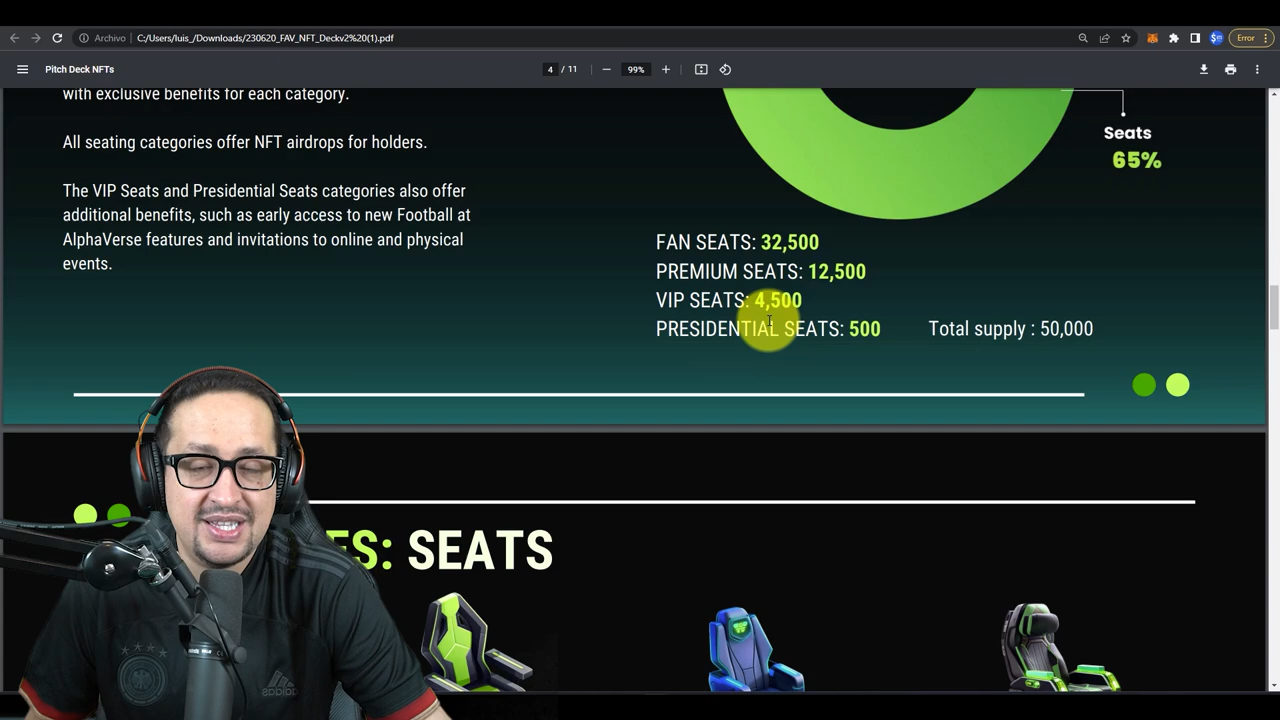 Archivo
C:/Users/luis_/Downloads/230620_FAV_NFT_Deckv2%20(1).pdf
Error
Pitch Deck NFTs
4 / 11
99%
with exclusive benefits for each category.
All seating categories offer NFT airdrops for holders.
The VIP Seats and Presidential Seats categories also offer
additional benefits, such as early access to new Football at
AlphaVerse features and invitations to online and physical
events.
Seats
65%
FAN SEATS: 32,500
PREMIUM SEATS: 12,500
VIP SEATS: 4,500
PRESIDENTIAL SEATS: 500
Total supply : 50,000
SEATS